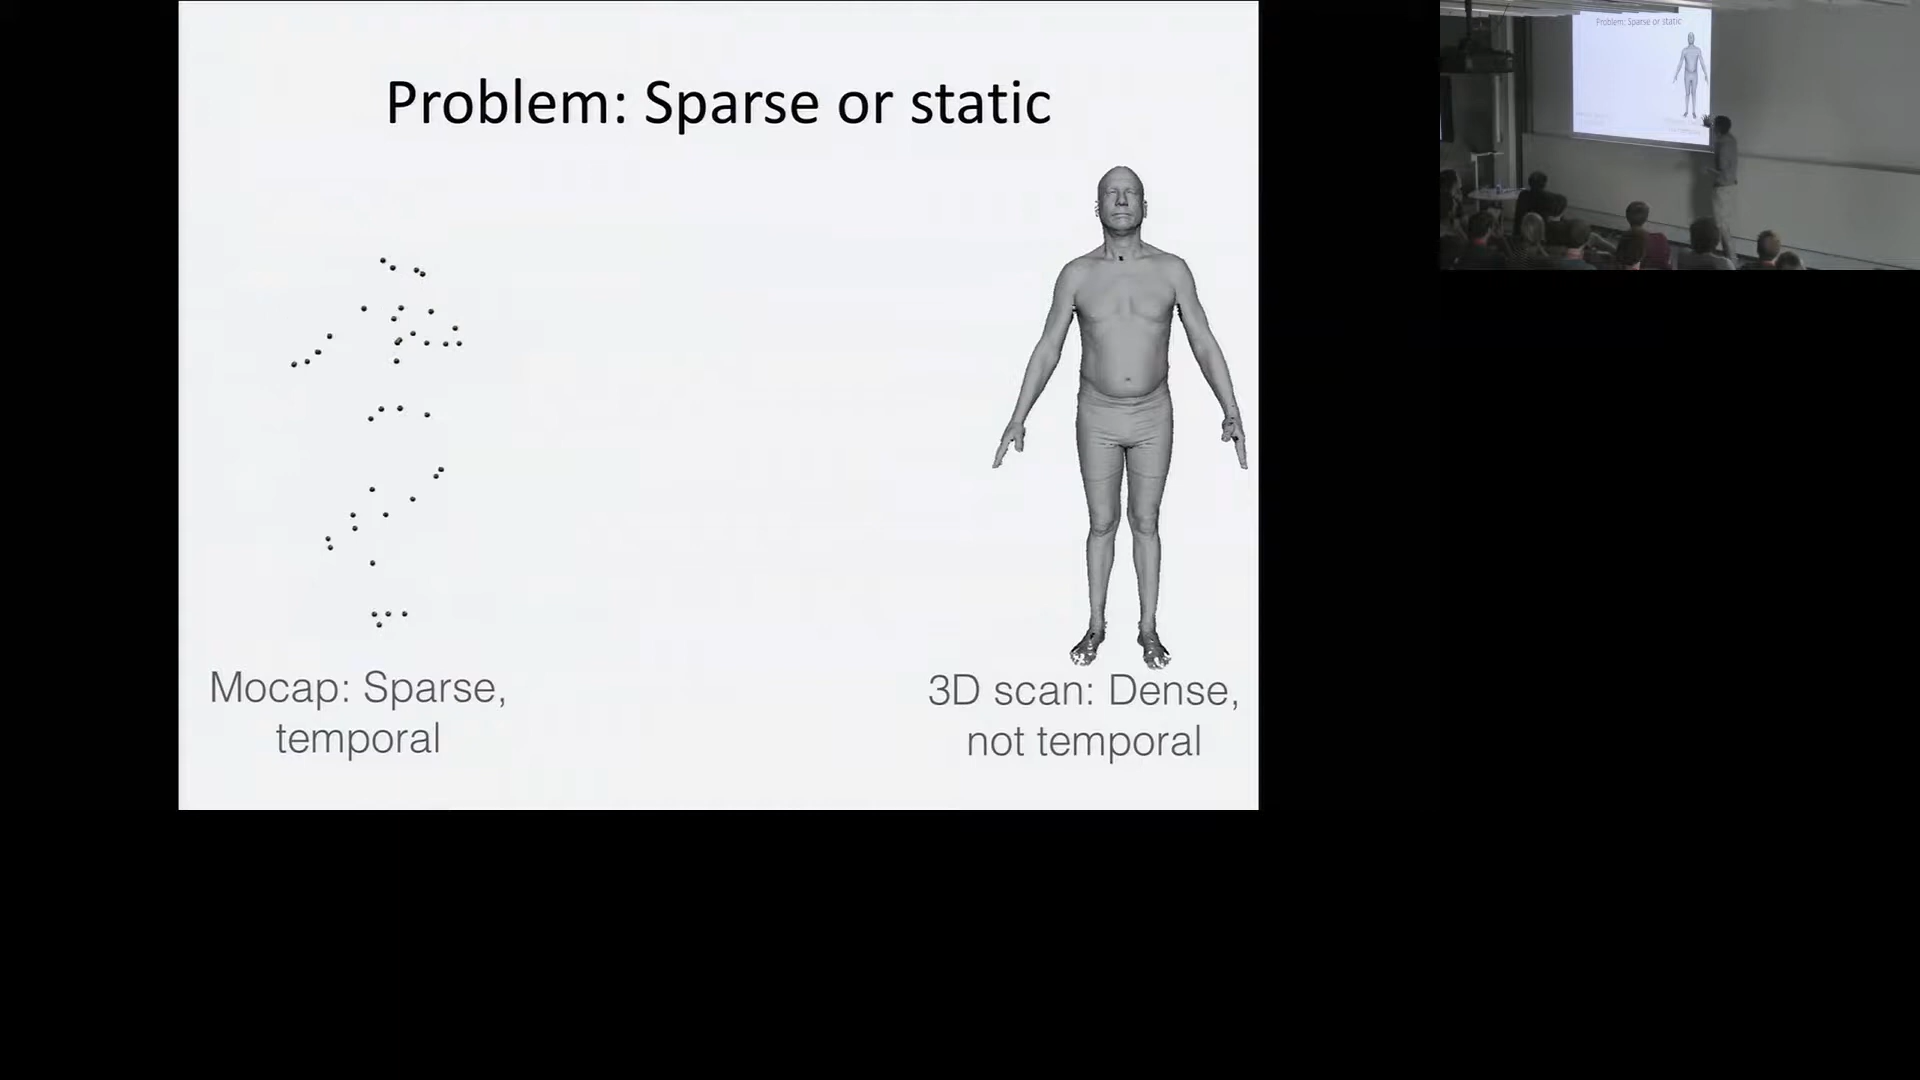 Problem: Sparse or static
Mocap: Sparse,
temporal
3D scan: Dense,
not temporal
Problem: Sparse or static